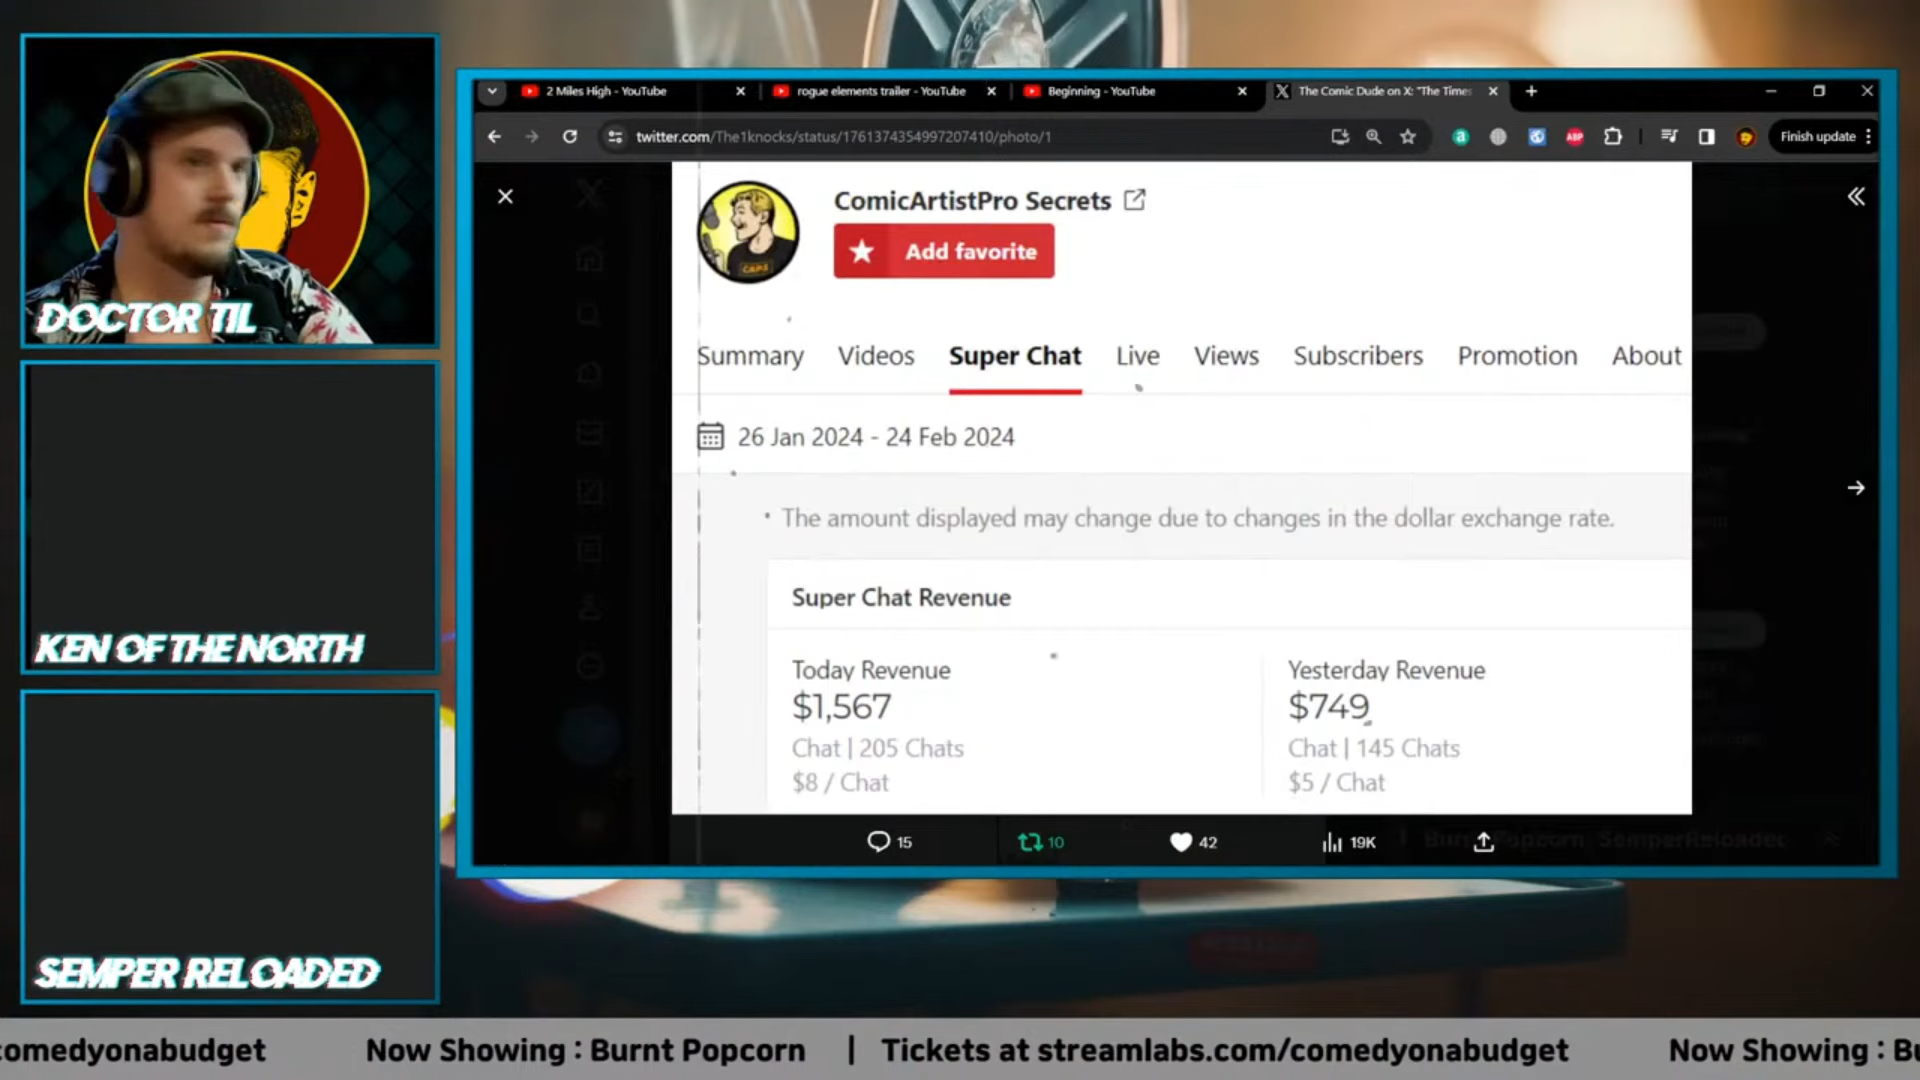 2 Miles High - YouTube
rogue elements trailer - YouTube
Beginning - YouTube
The Comic Dude on X: "The Times
twitter.com/The1knocks/status/1761374354997207410/photo/1
ABP
Finish update
ComicArtistPro Secrets
CAPS
Add favorite
Summary
Videos
Super Chat
Live
Views
Subscribers
Promotion
About
26 Jan 2024 - 24 Feb 2024
• The amount displayed may change due to changes in the dollar exchange rate.
Super Chat Revenue
Today Revenue
$1,567
Chat | 205 Chats
$8 / Chat
Yesterday Revenue
$749
Chat | 145 Chats
$5 / Chat
15
10
42
19K
DOCTOR TIL
KEN OF THE NORTH
SEMPER RELOADED
comedyonabudget
Now Showing : Burnt Popcorn | Tickets at streamlabs.com/comedyonabudget
Now Showing : Bu